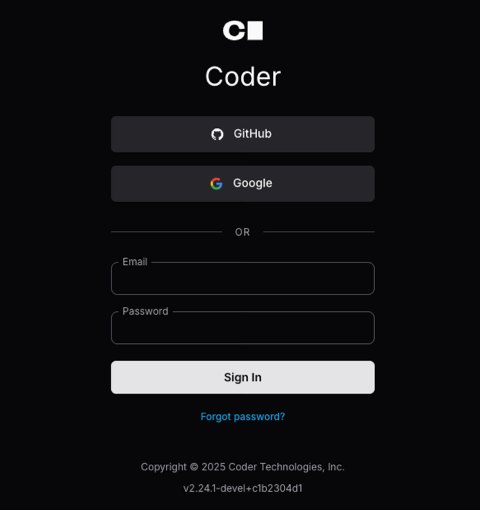 Coder
GitHub
Google
OR
Email
Password
Sign In
Forgot password?
Copyright © 2025 Coder Technologies, Inc.
v2.24.1-devel+c1b2304d1